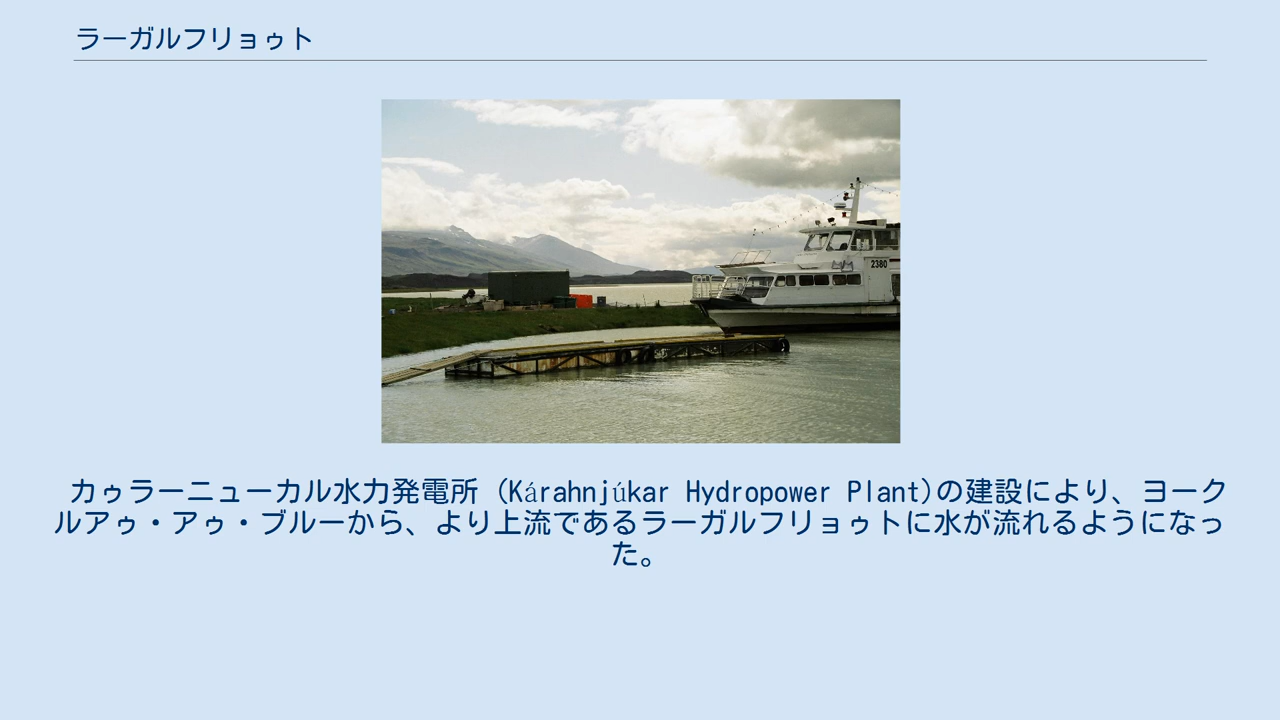 ラーガルフリョゥト
2380
カゥラーニューカル水力発電所 (Kárahnjúkar Hydropower Plant)の建設により、ヨーク
ルアゥ・アゥ・ブルーから、より上流であるラーガルフリョゥトに水が流れるようになっ
た。